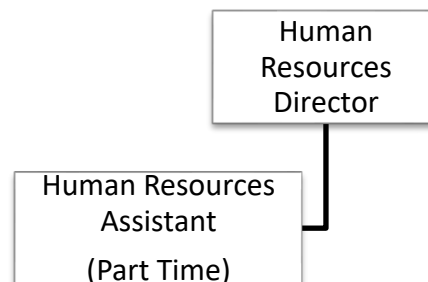 Human
Resources
Director
Human Resources
Assistant
(Part Time)